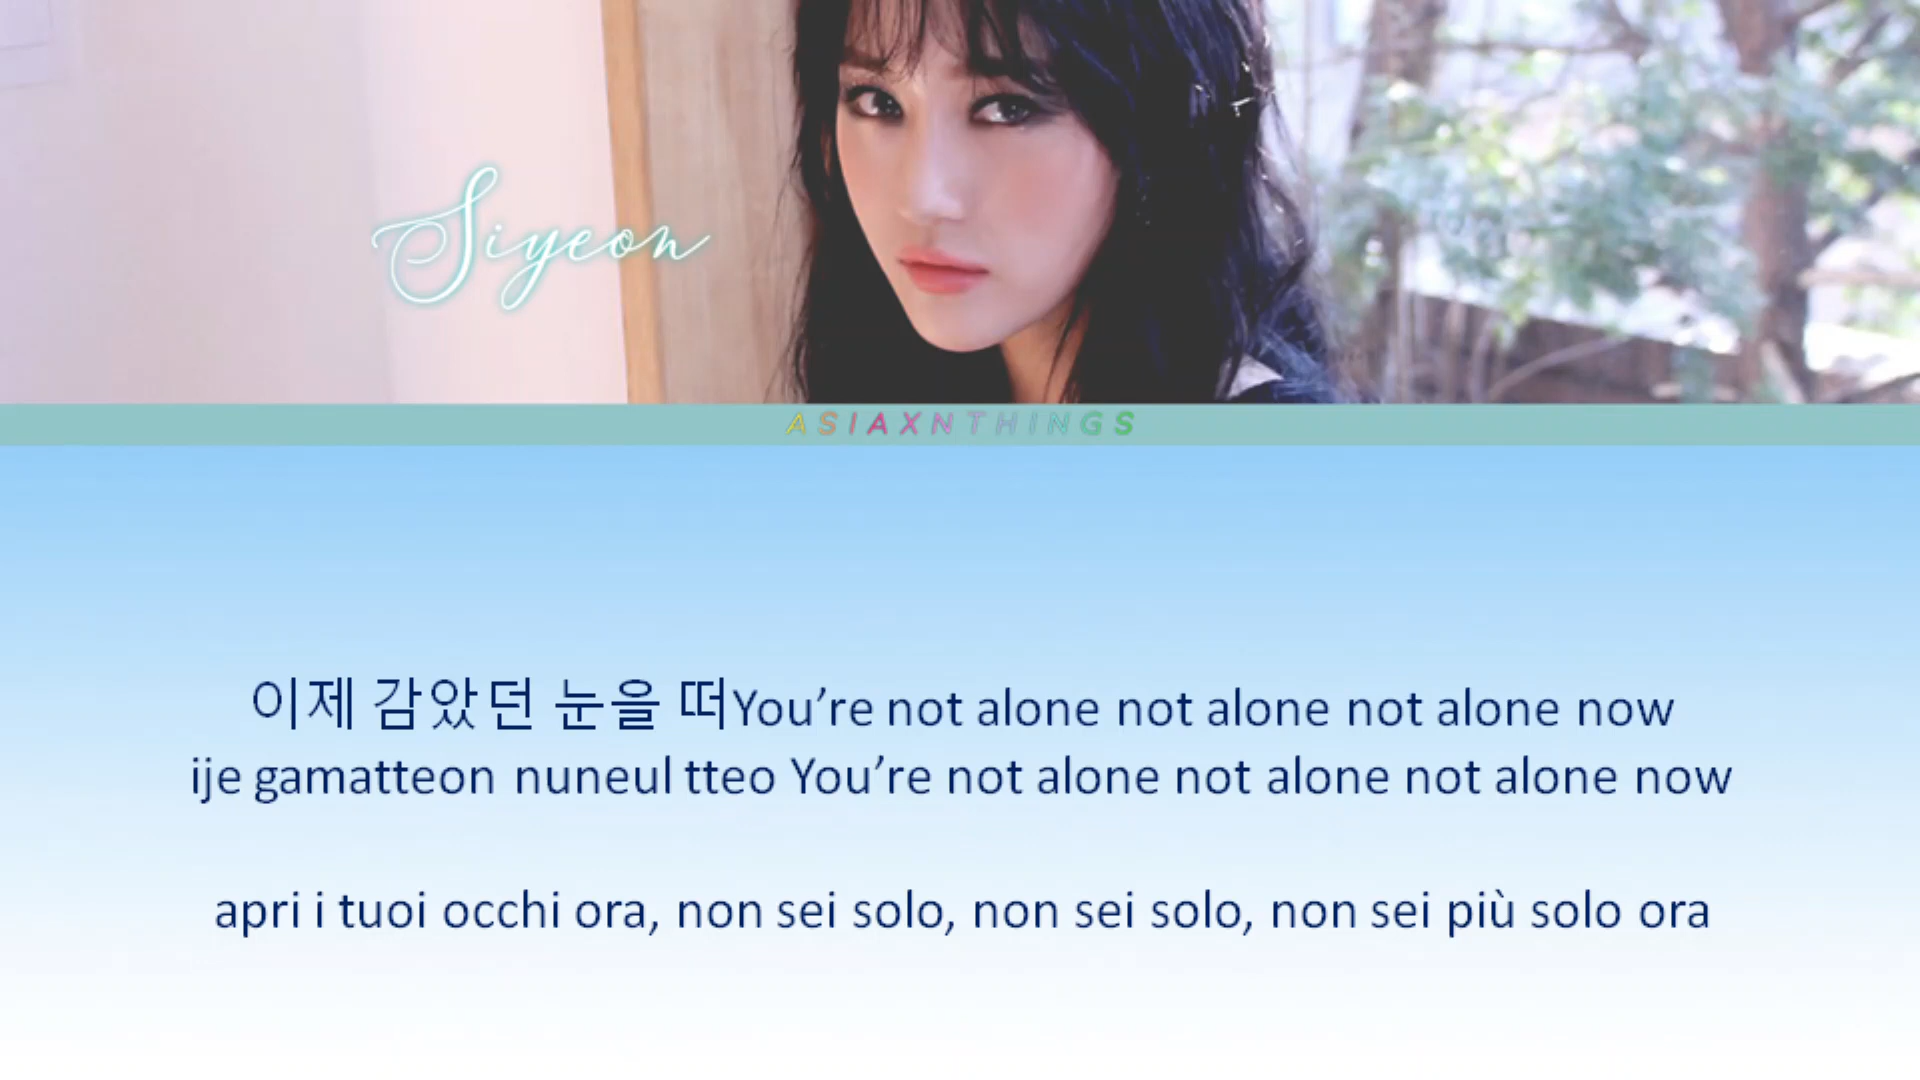 Siyeon
ASIAXNTHINGS
이제 감았던 눈을 떠You’re not alone not alone not alone now
ije gamatteon nuneul tteo You’re not alone not alone not alone now
apri i tuoi occhi ora, non sei solo, non sei solo, non sei più solo ora